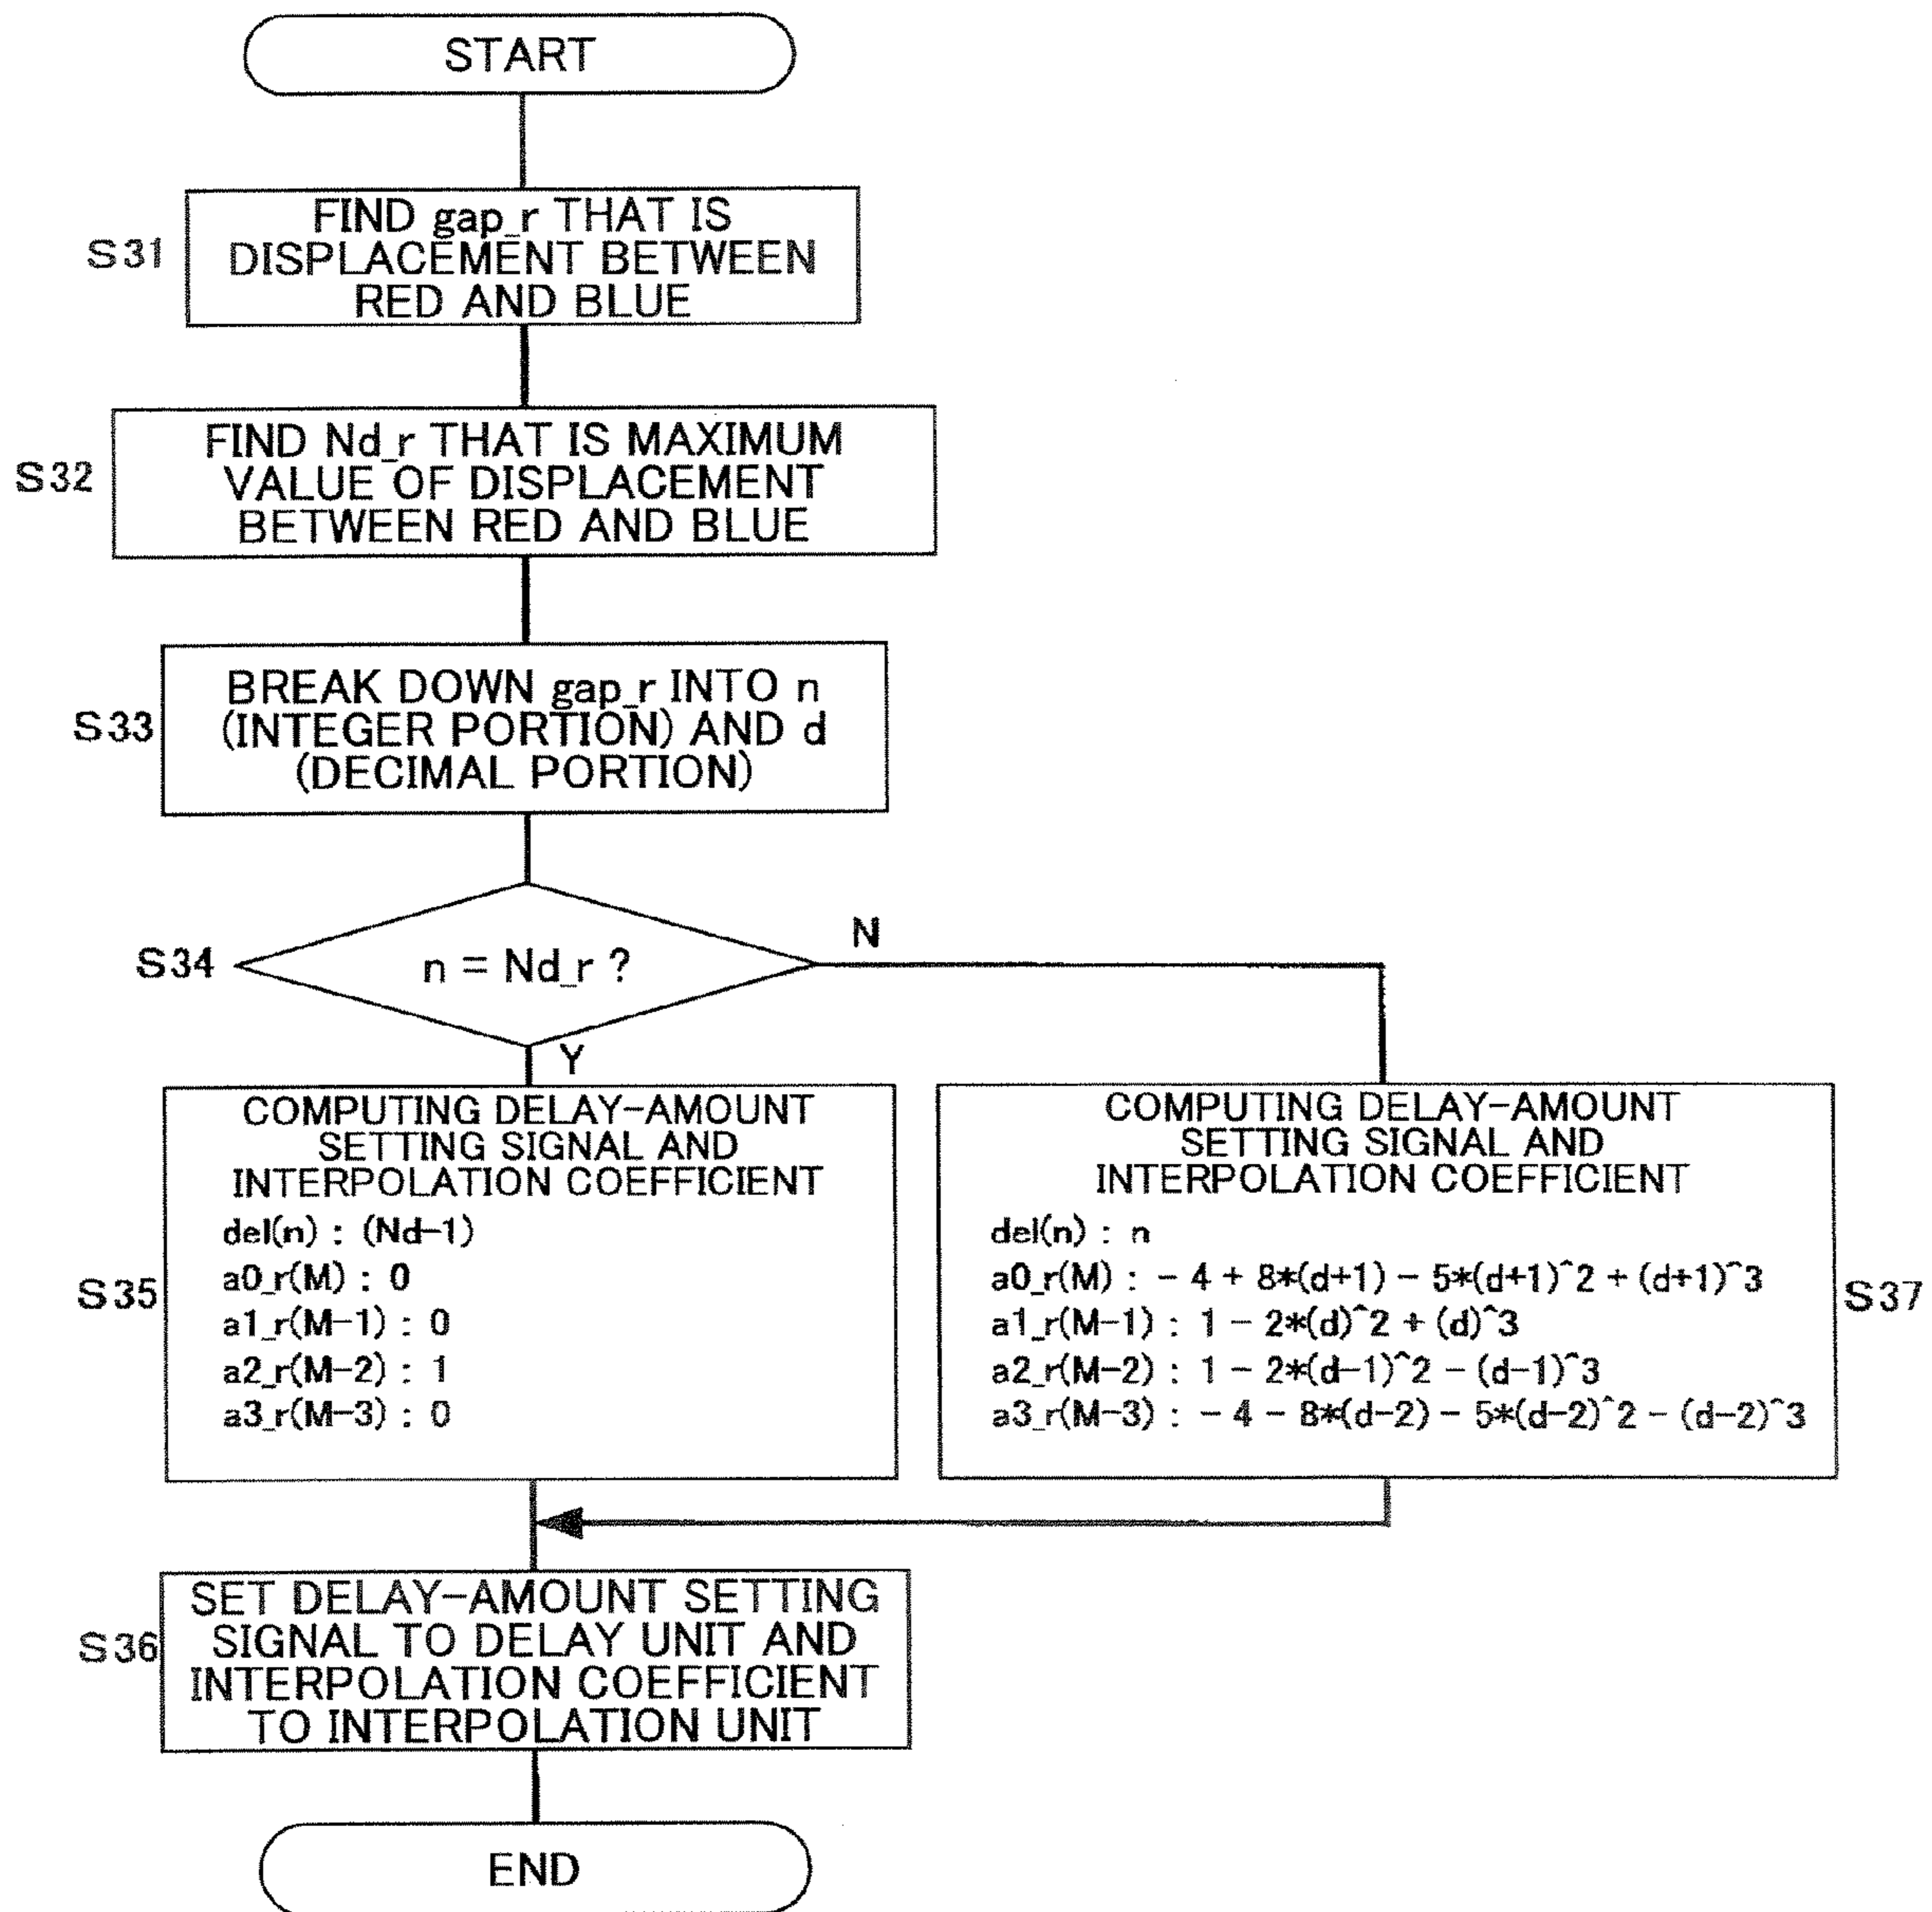 START
S31
FIND gap_r THAT IS
DISPLACEMENT BETWEEN
RED AND BLUE
S32
FIND Nd_r THAT IS MAXIMUM
VALUE OF DISPLACEMENT
BETWEEN RED AND BLUE
S33
BREAK DOWN gap_r INTO n
(INTEGER PORTION) AND d
(DECIMAL PORTION)
S34
n = Nd_r ?
N
Y
S35
COMPUTING DELAY-AMOUNT
SETTING SIGNAL AND
INTERPOLATION COEFFICIENT
del(n) : (Nd-1)
a0_r(M) : 0
a1_r(M-1) : 0
a2_r(M-2) : 1
a3_r(M-3) : 0
COMPUTING DELAY-AMOUNT
SETTING SIGNAL AND
INTERPOLATION COEFFICIENT
del(n) : n
a0_r(M) : - 4 + 8*(d+1) - 5*(d+1)^2 + (d+1)^3
a1_r(M-1) : 1 - 2*(d)^2 + (d)^3
a2_r(M-2) : 1 - 2*(d-1)^2 - (d-1)^3
a3_r(M-3) : - 4 - 8*(d-2) - 5*(d-2)^2 - (d-2)^3
S37
S36
SET DELAY-AMOUNT SETTING
SIGNAL TO DELAY UNIT AND
INTERPOLATION COEFFICIENT
TO INTERPOLATION UNIT
END